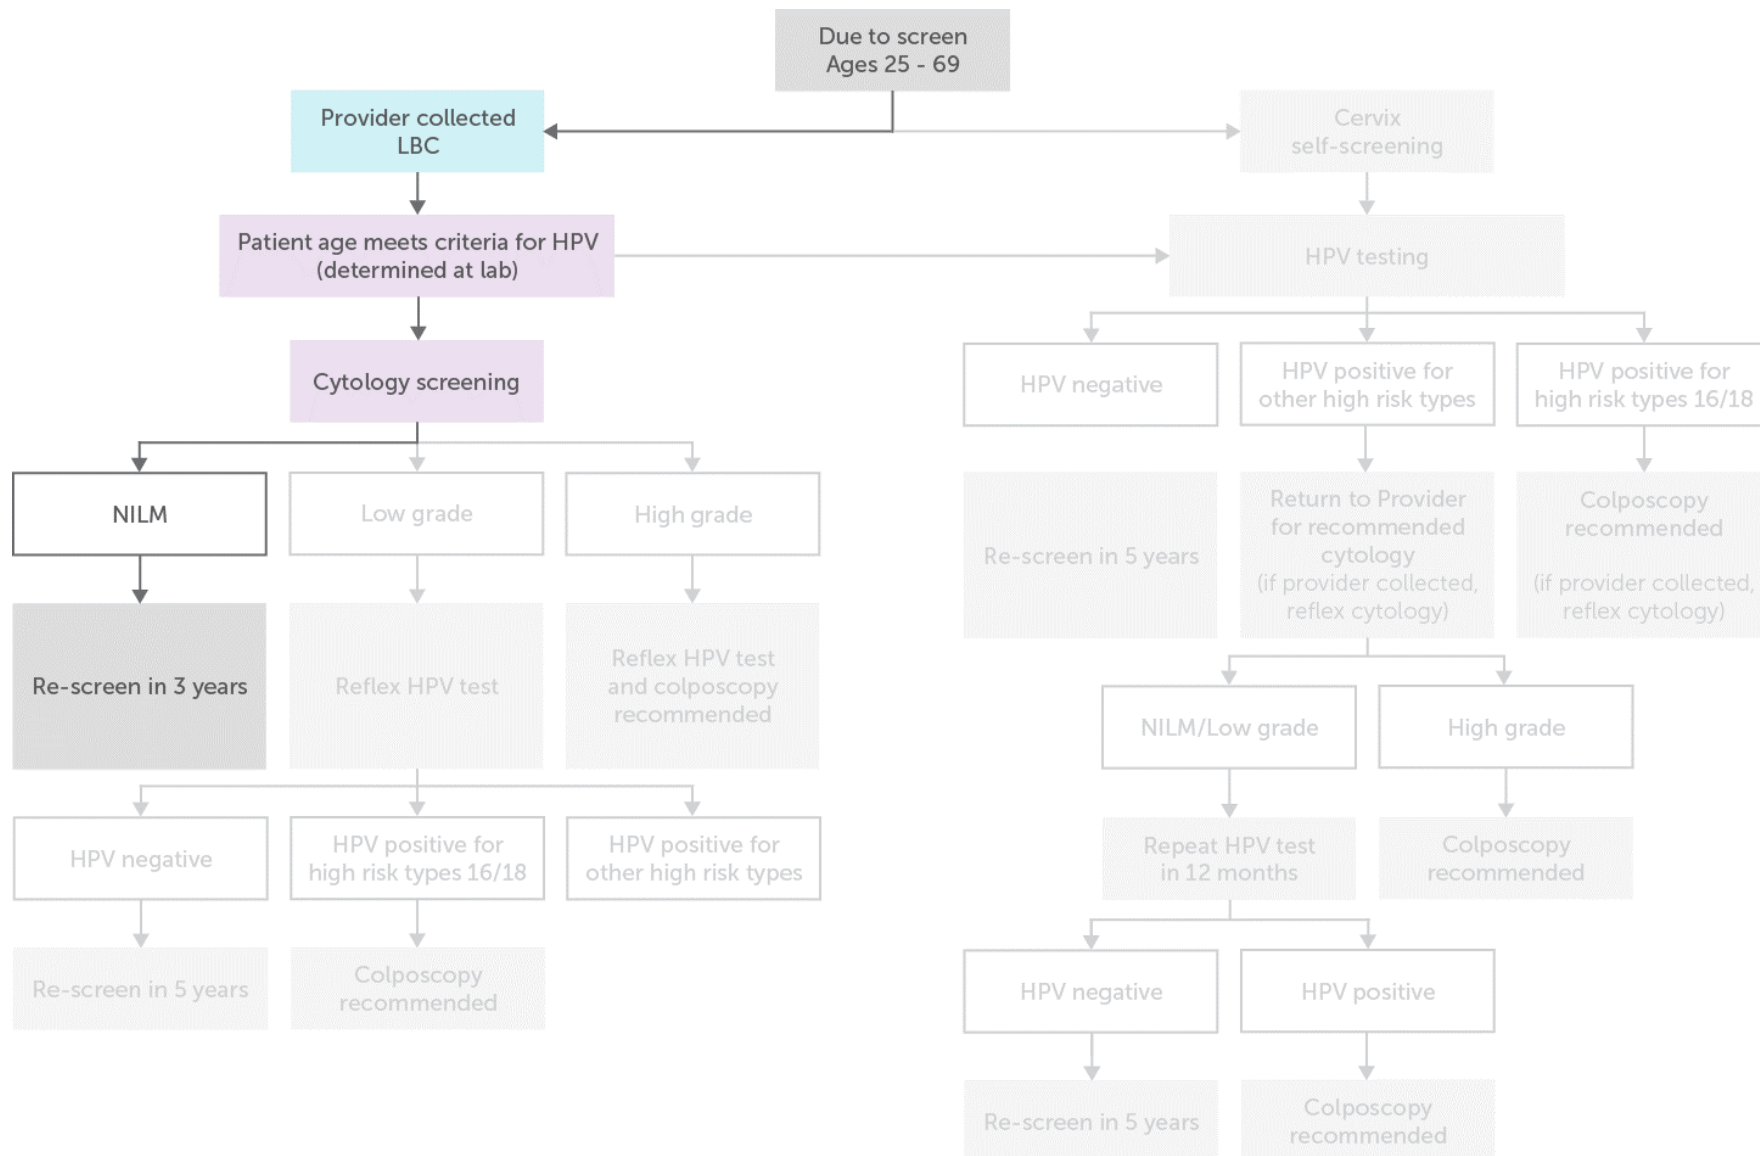 Due to screen
Ages 25 - 69
Provider collected
LBC
Cervix
self-screening
Patient age meets criteria for HPV
(determined at lab)
HPV testing
Cytology screening
HPV negative
HPV positive for
other high risk types
HPV positive for
high risk types 16/18
NILM
Low grade
High grade
Re-screen in 5 years
Return to Provider
for recommended
cytology
(if provider collected,
reflex cytology)
Colposcopy
recommended
(if provider collected,
reflex cytology)
Re-screen in 3 years
Reflex HPV test
Reflex HPV test
and colposcopy
recommended
NILM/Low grade
High grade
HPV negative
HPV positive for
high risk types 16/18
HPV positive for
other high risk types
Repeat HPV test
in 12 months
Colposcopy
recommended
Re-screen in 5 years
Colposcopy
recommended
HPV negative
HPV positive
Re-screen in 5 years
Colposcopy
recommended